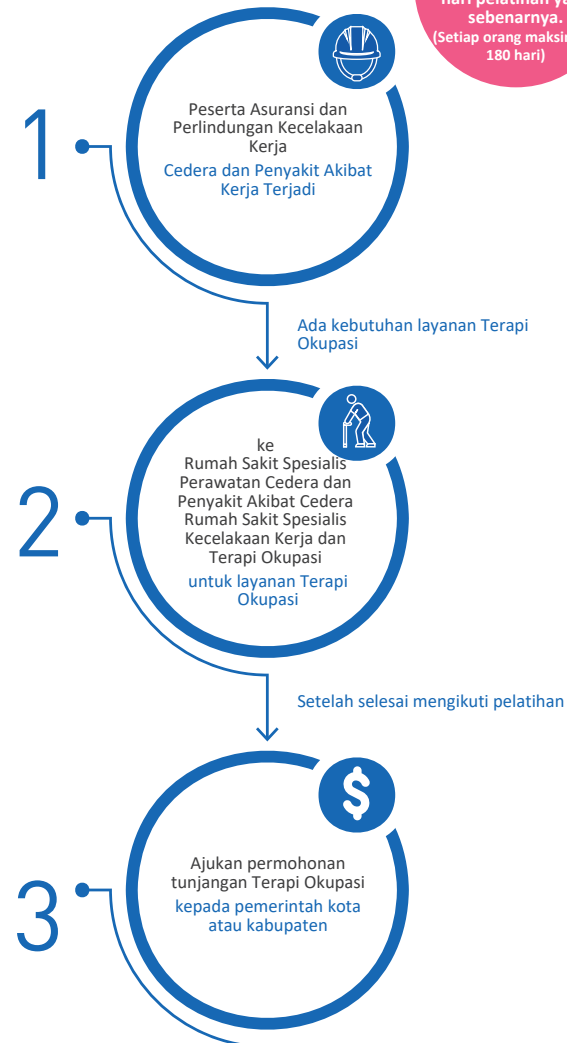 hari pelatihan
sebenarnya.
(Setiap orang
180 hari)
1
Peserta Asuransi dan
Perlindungan Kecelakaan
Kerja
Cedera dan Penyakit Akibat
Kerja Terjadi
Ada kebutuhan layanan Terapi
Okupasi
2
ke
Rumah Sakit Spesialis
Perawatan Cedera dan
Penyakit Akibat Cedera
Rumah Sakit Spesialis
Kecelakaan Kerja dan
Terapi Okupasi
untuk layanan Terapi
Okupasi
Setelah selesai mengikuti pelatihan
3
$
Ajukan permohonan
tunjangan Terapi Okupasi
kepada pemerintah kota
atau kabupaten